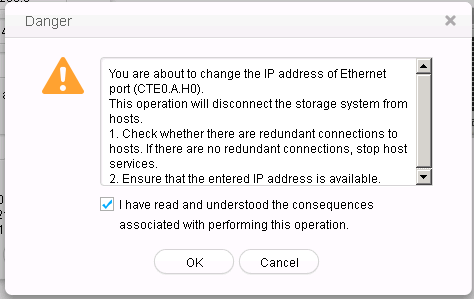 Danger
You are about to change the IP address of Ethernet
port (CTE0.A.H0).
This operation will disconnect the storage system from
hosts.
1. Check whether there are redundant connections to
hosts. If there are no redundant connections, stop host
services.
2. Ensure that the entered IP address is available.
I have read and understood the consequences
associated with performing this operation.
OK
Cancel